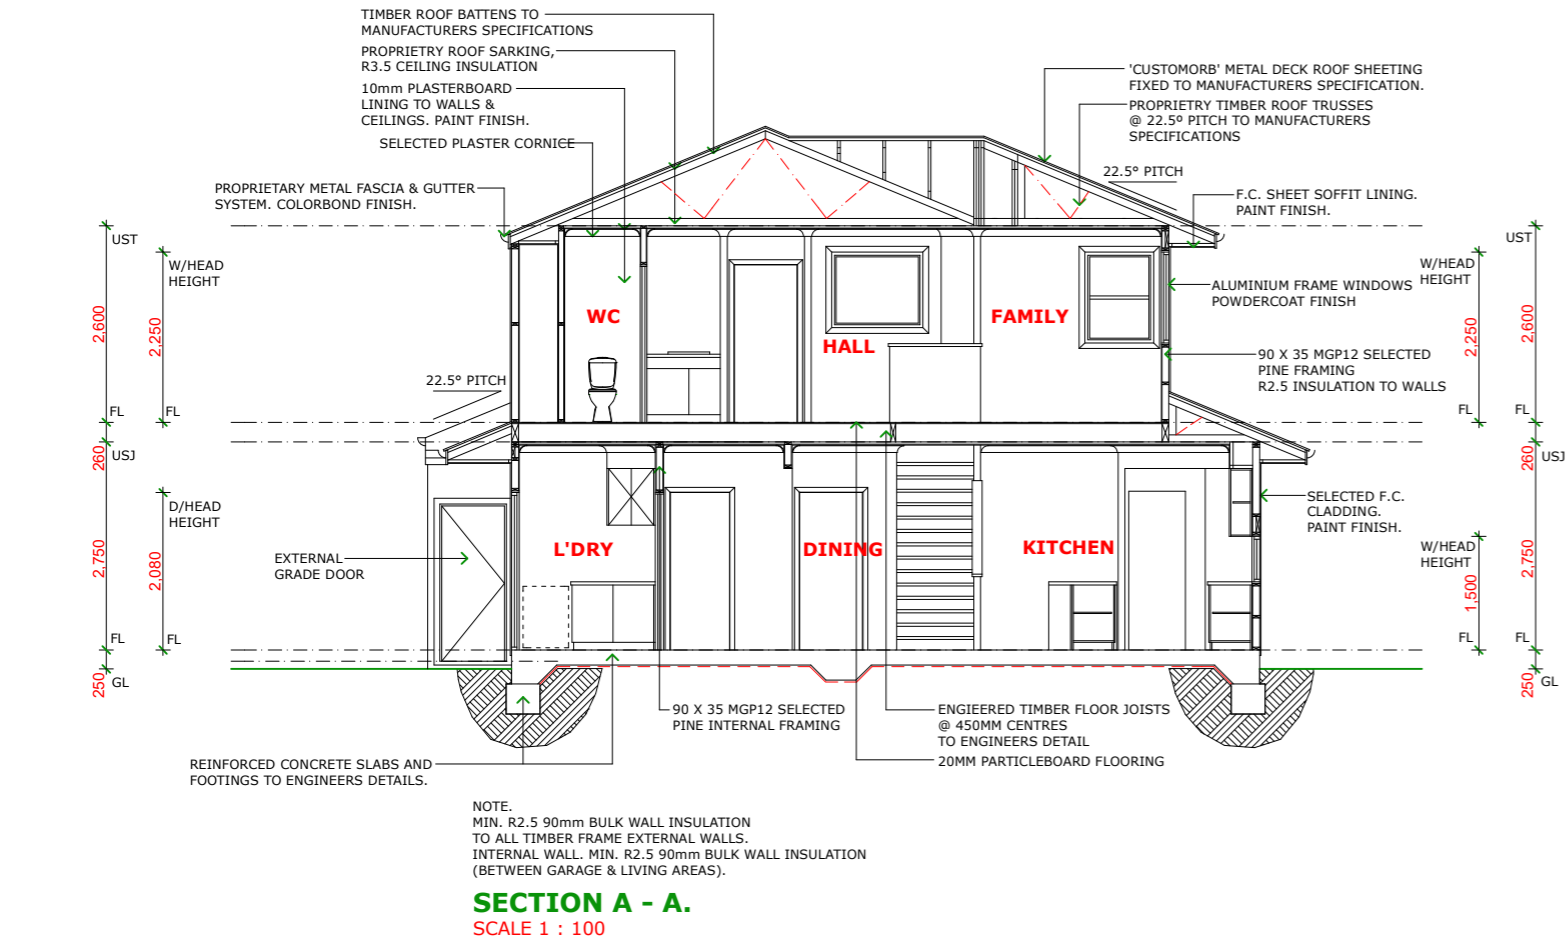 TIMBER ROOF BATTENS TO
MANUFACTURERS SPECIFICATIONS
PROPRIETRY ROOF SARKING,
R3.5 CEILING INSULATION
10mm PLASTERBOARD
LINING TO WALLS &
CEILINGS. PAINT FINISH.
SELECTED PLASTER CORNICE
PROPRIETARY METAL FASCIA & GUTTER
SYSTEM. COLORBOND FINISH.
'CUSTOMORB' METAL DECK ROOF SHEETING
FIXED TO MANUFACTURERS SPECIFICATION.
PROPRIETRY TIMBER ROOF TRUSSES
@ 22.5º PITCH TO MANUFACTURERS
SPECIFICATIONS
22.5° PITCH
F.C. SHEET SOFFIT LINING.
PAINT FINISH.
UST
W/HEAD
HEIGHT
2,600
2,250
FL
FL
22.5° PITCH
WC
HALL
FAMILY
UST
W/HEAD
HEIGHT
ALUMINIUM FRAME WINDOWS
POWDERCOAT FINISH
2,250
2,600
90 X 35 MGP12 SELECTED
PINE FRAMING
R2.5 INSULATION TO WALLS
FL
FL
260
USJ
D/HEAD
HEIGHT
2,750
2,080
EXTERNAL
GRADE DOOR
FL
FL
250
GL
L'DRY
DINING
KITCHEN
260
USJ
SELECTED F.C.
CLADDING.
PAINT FINISH.
W/HEAD
HEIGHT
1,500
2,750
FL
FL
250
GL
90 X 35 MGP12 SELECTED
PINE INTERNAL FRAMING
ENGIEERED TIMBER FLOOR JOISTS
@ 450MM CENTRES
TO ENGINEERS DETAIL
20MM PARTICLEBOARD FLOORING
REINFORCED CONCRETE SLABS AND
FOOTINGS TO ENGINEERS DETAILS.
NOTE.
MIN. R2.5 90mm BULK WALL INSULATION
TO ALL TIMBER FRAME EXTERNAL WALLS.
INTERNAL WALL. MIN. R2.5 90mm BULK WALL INSULATION
(BETWEEN GARAGE & LIVING AREAS).
SECTION A - A.
SCALE 1 : 100